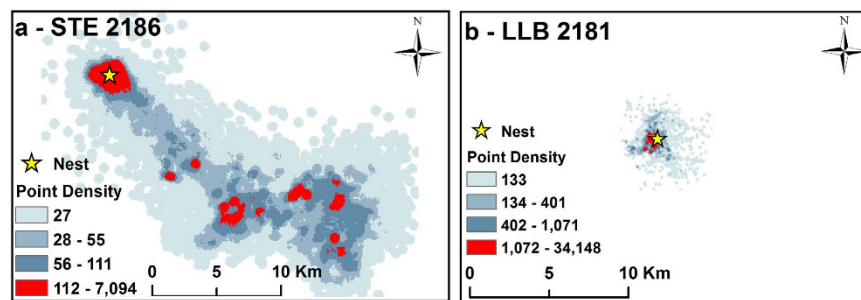 a - STE 2186
N
Nest
Point Density
27
28 - 55
56 - 111
112 - 7,094
0 5 10 Km
b - LLB 2181
N
Nest
Point Density
133
134 - 401
402 - 1,071
1,072 - 34,148
0 5 10 Km